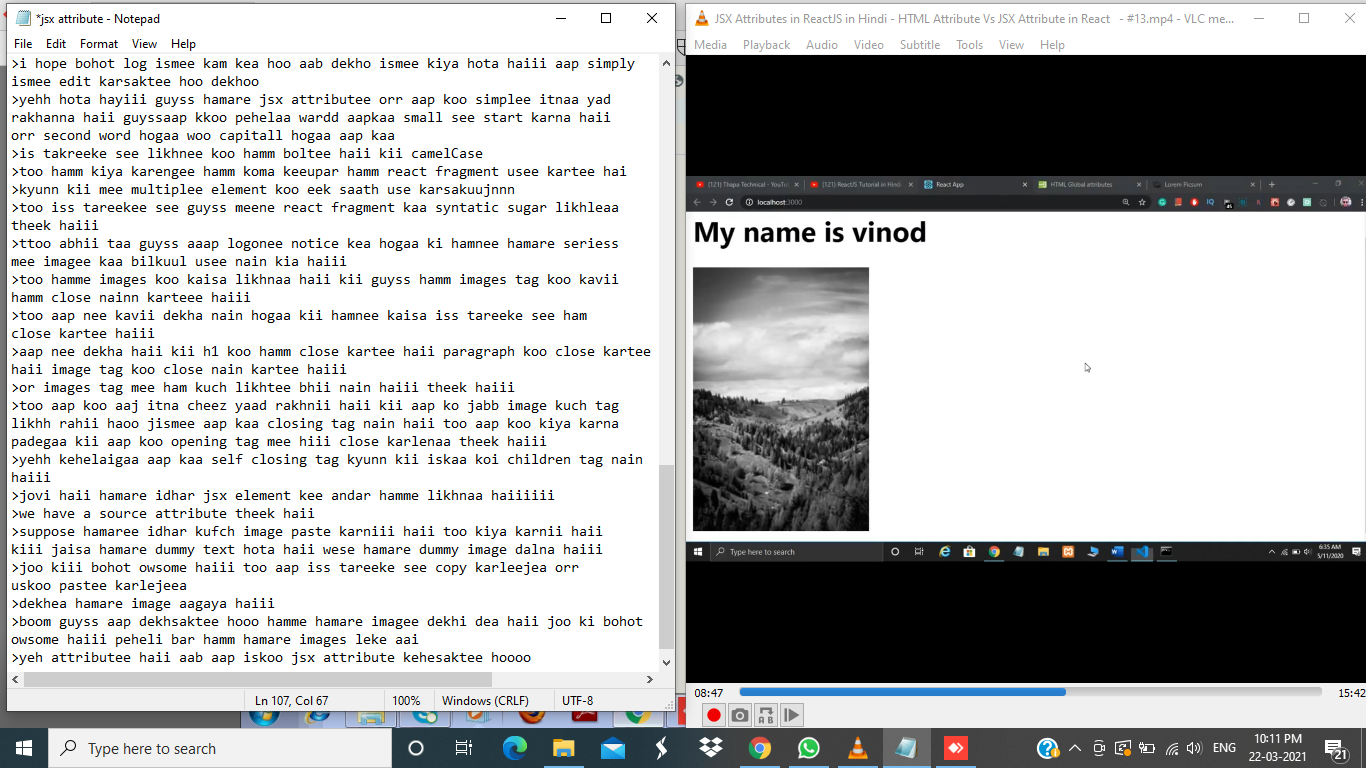 *jsx attribute - Notepad
File Edit Format View Help
>i hope bohot log ismee kam kea hoo aab dekho ismee kiya hota haiii aap simply
ismee edit karsaktee hoo dekhoo
>yehh hota hayiii guyss hamare jsx attributee orr aap koo simplee itnaa yad
rakhanna haii guyssaap kkoo pehelaa wardd aapkaa small see start karna haii
orr second word hogaa woo capitall hogaa aap kaa
>is takreeke see likhnee koo hamm boltee haii kii camelCase
>too hamm kiya karengee hamm koma keeupar hamm react fragment usee kartee hai
>kyunn kii mee multiplee element koo eek saath use karsakuujnnn
>too iss tareeke see guyss meene react fragment kaa syntatic sugar likhleaa
theek haiii
>ttoo abhii taa guyss aaap logonee notice kea hogaa ki hamnee hamare seriess
mee imagee kaa bilkuul usee nain kia haiii
>too hamme images koo kaisa likhnaa haii kii guyss hamm images tag koo kavii
hamm close nainn karteee haiii
>too aap nee kavii dekha nain hogaa kii hamnee kaisa iss tareeke see ham
close kartee haiii
>aap nee dekha haii kii h1 koo hamm close kartee haii paragraph koo close kartee
haii image tag koo close nain kartee haiii
>or images tag mee ham kuch likhtee bhii nain haiii theek haiii
>too aap koo aaj itna cheez yaad rakhnii haii kii aap ko jabb image kuch tag
likhh rahii haoo jismee aap kaa closing tag nain haii too aap koo kiya karna
padegaa kii aap koo opening tag mee hiii close karlenaa theek haiii
>yehh kehelaigaa aap kaa self closing tag kyunn kii iskaa koi children tag nain
haiii
>jovi haii hamare idhar jsx element kee andar hamme likhnaa haiiiiii
>we have a source attribute theek haii
>suppose hamaree idhar kufch image paste karniii haii too kiya karnii haii
kiii jaisa hamare dummy text hota haii wese hamare dummy image dalna haiii
>joo kiii bohot owsome haiii too aap iss tareeke see copy karleejea orr
uskoo pastee karlejeea
>dekhea hamare image aagaya haiii
>boom guyss aap dekhsaktee hooo hamme hamare imagee dekhi dea haii joo ki bohot
owsome haiii peheli bar hamm hamare images leke aai
>yeh attributee haii aab aap iskoo jsx attribute kehesaktee hoooo
Ln 107, Col 67 100% Windows (CRLF) UTF-8
JSX Attributes in ReactJS in Hindi - HTML Attribute Vs JSX Attribute in React - #13.mp4 - VLC me...
Media Playback Audio Video Subtitle Tools View Help
(121) Thapa Technical - YouTu (121) ReactJS Tutorial in Hindi React App HTML Global attributes Lorem Picsum
localhost:3000
My name is vinod
Type here to search 6:35 AM
5/11/2020
08:47 15:42
Type here to search ENG 10:11 PM
22-03-2021 21